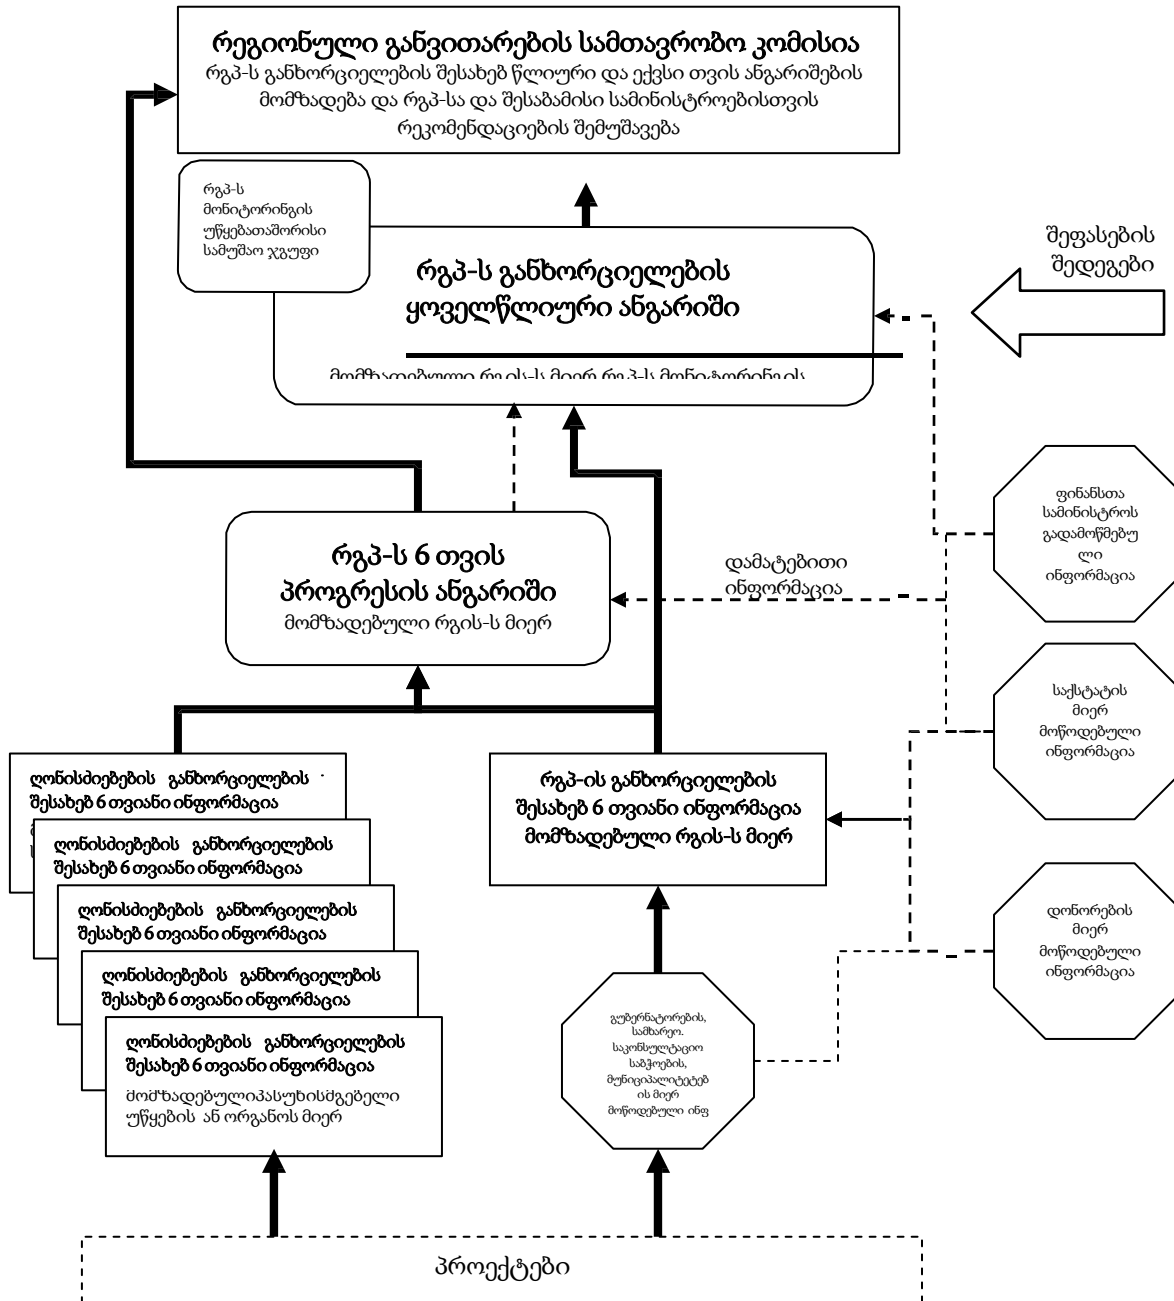 რეგიონული განვითარების სამთავრობო კომისია
რგპ-ს განხორციელების შესახებ წლიური და ექვსი თვის ანგარიშების
მომზადება და რგპ-სა და შესაბამისი სამინისტროებისთვის
რეკომენდაციების შემუშავება
რგპ-ს
მონიტორინგის
უწყებათაშორისი
სამუშაო ჯგუფი
რგპ-ს განხორციელების
ყოველწლიური ანგარიში
მომზადებული რგის-ს მიერ რგპ-ს მონიტორინგის
შეფასების
შედეგები
ფინანსთა
სამინისტროს
გადამოწმებუ
ლი
ინფორმაცია
რგპ-ს 6 თვის
პროგრესის ანგარიში
მომზადებული რგის-ს მიერ
დამატებითი
ინფორმაცია
საქსტატის
მიერ
მოწოდებული
ინფორმაცია
ღონისძიებების განხორციელების
შესახებ 6 თვიანი ინფორმაცია
ღონისძიებების განხორციელების
შესახებ 6 თვიანი ინფორმაცია
ღონისძიებების განხორციელების
შესახებ 6 თვიანი ინფორმაცია
ღონისძიებების განხორციელების
შესახებ 6 თვიანი ინფორმაცია
ღონისძიებების განხორციელების
შესახებ 6 თვიანი ინფორმაცია
მომზადებულიპასუხისმგებელი
უწყების ან ორგანოს მიერ
რგპ-ის განხორციელების
შესახებ 6 თვიანი ინფორმაცია
მომზადებული რგის-ს მიერ
დონორების
მიერ
მოწოდებული
ინფორმაცია
გუბერნატორების,
სამხარეო.
საკონსულტაციო
საბჭოების,
მუნიციპალიტეტებ
ის მიერ
მოწოდებული ინფ
პროექტები